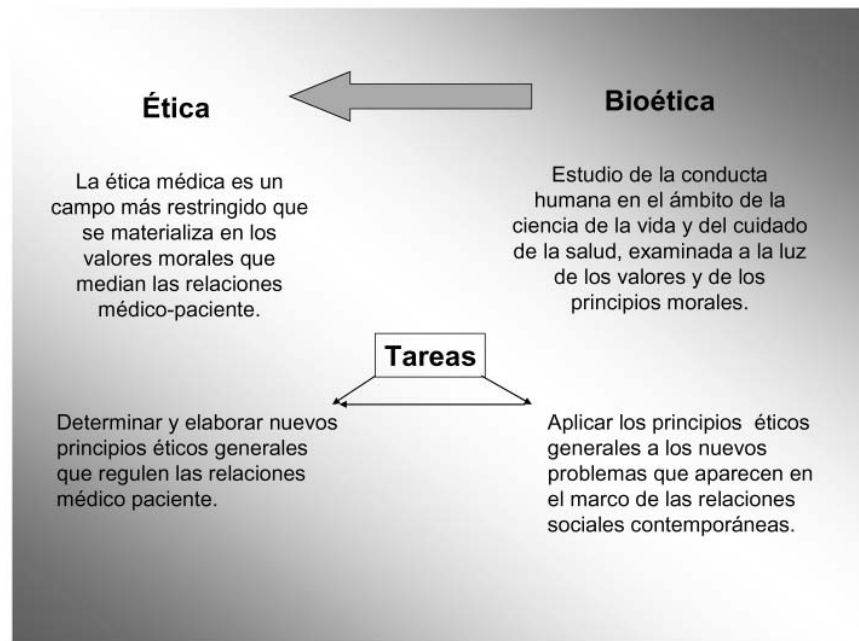 Ética
Bioética
La ética médica es un
campo más restringido que
se materializa en los
valores morales que
median las relaciones
médico-paciente.
Estudio de la conducta
humana en el ámbito de la
ciencia de la vida y del cuidado
de la salud, examinada a la luz
de los valores y de los
principios morales.
Tareas
Determinar y elaborar nuevos
principios éticos generales
que regulen las relaciones
médico paciente.
Aplicar los principios éticos
generales a los nuevos
problemas que aparecen en
el marco de las relaciones
sociales contemporáneas.